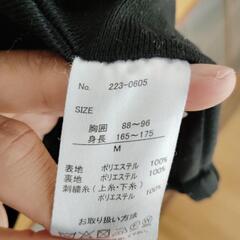 No. 223-0605
SIZE
胸囲 88~96
身長 165~175
M
表地 ポリエステル 100%
裏地 ポリエステル 100%
刺繍糸(上糸・下糸)
ポリエステル 100%
お取り扱い方法